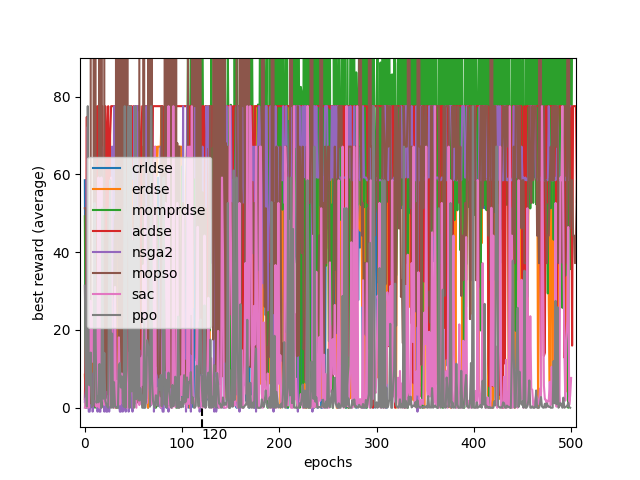 80
60
40
20
0
best reward (average)
crldse
erdse
momprdse
acdse
nsga2
mopso
sac
ppo
0 100 200 300 400 500
120
epochs